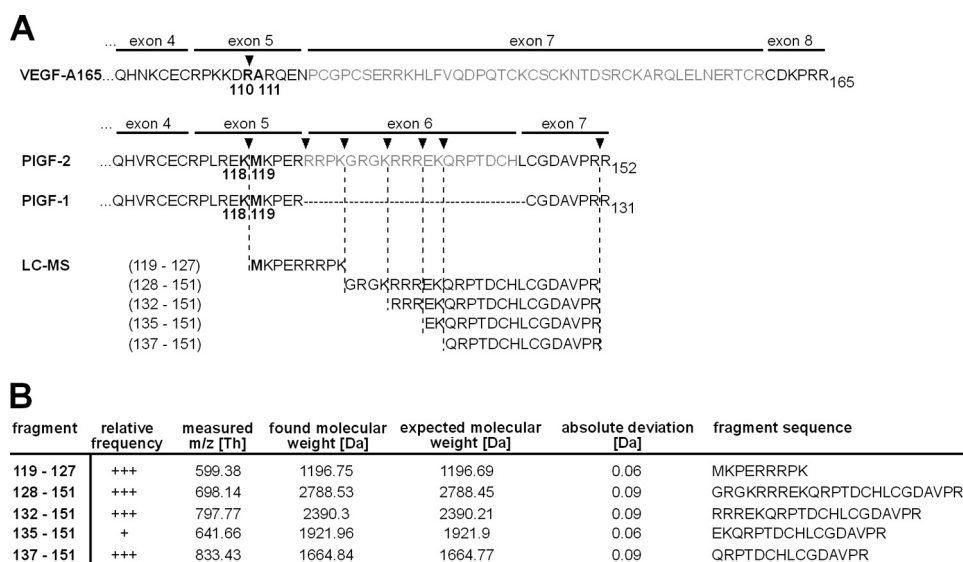 A
... exon 4 exon 5 exon 7 exon 8
VEGF-A165...QHNKCECRPKKDRARQENPCGPCSERRKHLFVQDPQTCKCSCKNTDSRCKARQLELNERTCRCDKPRR165
110 111
... exon 4 exon 5 exon 6 exon 7
PlGF-2 ...QHVRCECRPLREKMKPERRRPKGRGKRRREKQRPTDCHLCGDAVPRR152
118 119
PlGF-1 ...QHVRCECRPLREKMKPER---------------------CGDAVPRR131
118 119
LC-MS (119 - 127) MKPERRRPK
(128 - 151) GRGKRRREKQRPTDCHLCGDAVPR
(132 - 151) RRREKQRPTDCHLCGDAVPR
(135 - 151) EKQRPTDCHLCGDAVPR
(137 - 151) QRPTDCHLCGDAVPR
B
fragment relative frequency measured m/z [Th] found molecular weight [Da] expected molecular weight [Da] absolute deviation [Da] fragment sequence
119 - 127 +++ 599.38 1196.75 1196.69 0.06 MKPERRRPK
128 - 151 +++ 698.14 2788.53 2788.45 0.09 GRGKRRREKQRPTDCHLCGDAVPR
132 - 151 +++ 797.77 2390.3 2390.21 0.09 RRREKQRPTDCHLCGDAVPR
135 - 151 + 641.66 1921.96 1921.9 0.06 EKQRPTDCHLCGDAVPR
137 - 151 +++ 833.43 1664.84 1664.77 0.09 QRPTDCHLCGDAVPR